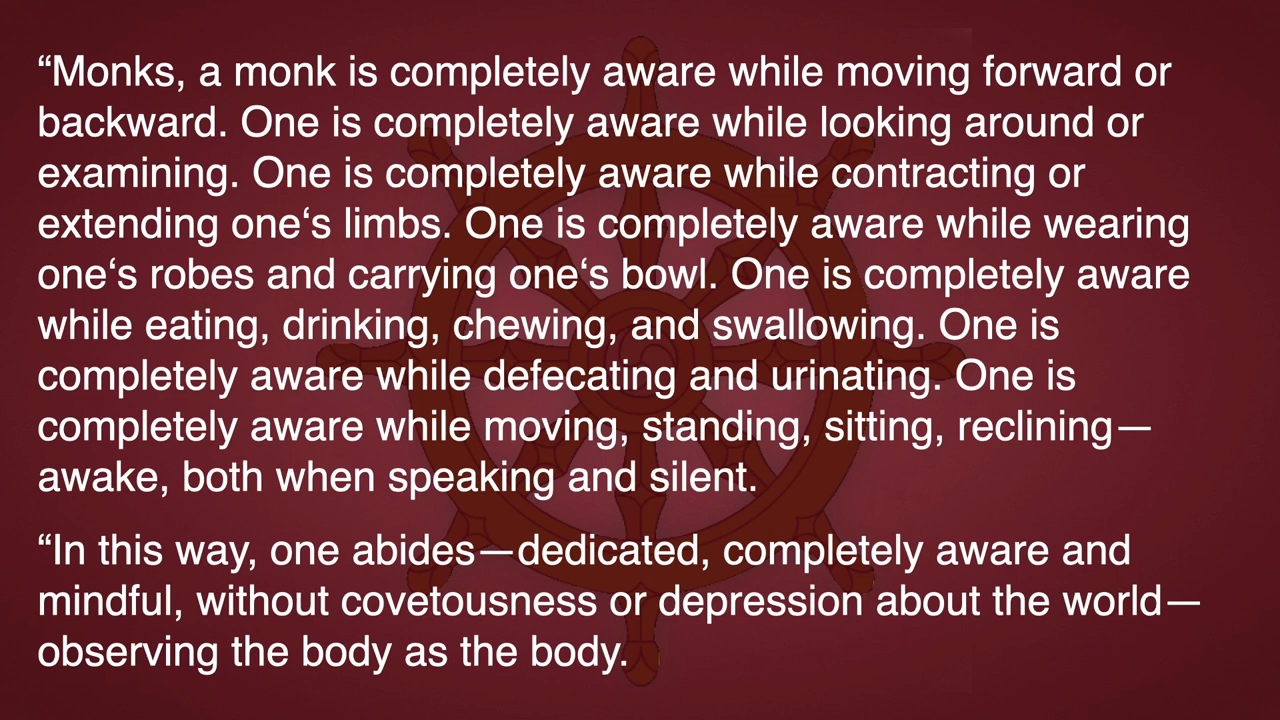 “Monks, a monk is completely aware while moving forward or
backward. One is completely aware while looking around or
examining. One is completely aware while contracting or
extending one‘s limbs. One is completely aware while wearing
one‘s robes and carrying one‘s bowl. One is completely aware
while eating, drinking, chewing, and swallowing. One is
completely aware while defecating and urinating. One is
completely aware while moving, standing, sitting, reclining—
awake, both when speaking and silent.
“In this way, one abides—dedicated, completely aware and
mindful, without covetousness or depression about the world—
observing the body as the body.